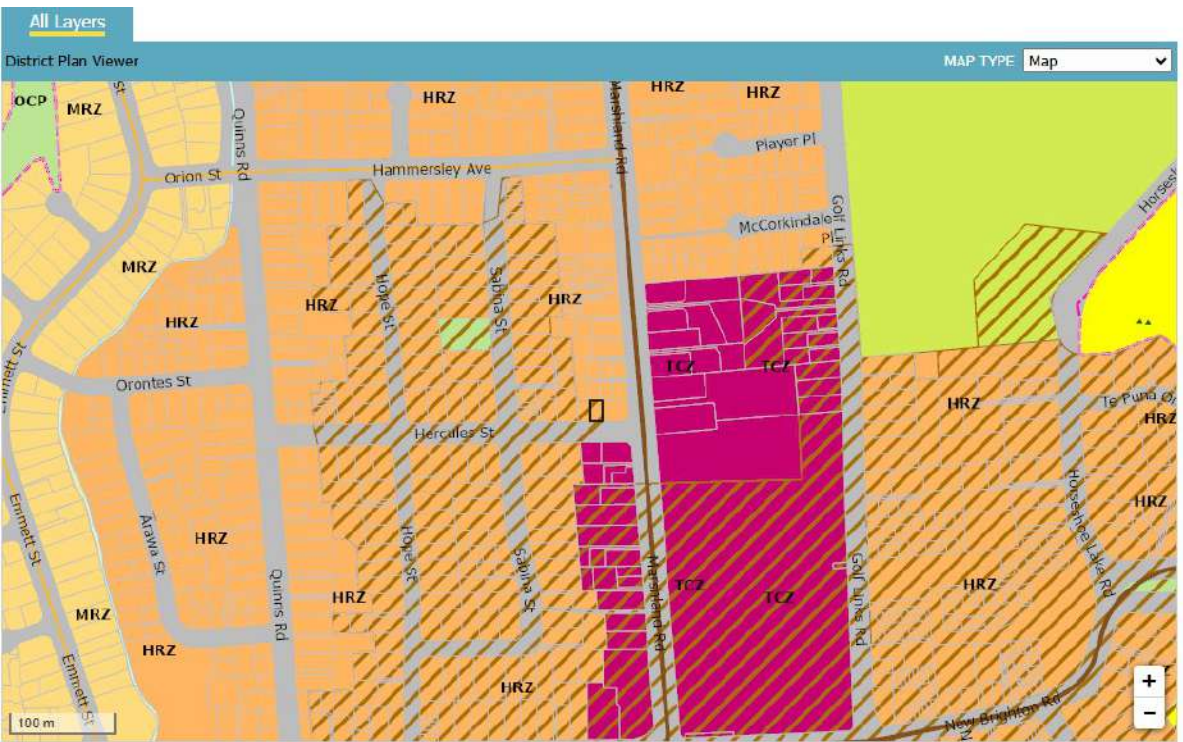 All Layers
District Plan Viewer
MAP TYPE Map
OCP
MRZ
St
HRZ
HRZ
HRZ
Quinns Rd
Marshland Rd
Player Pl
Orion St
Hammersley Ave
Golf Links Rd
McCorkindale
Pl
MRZ
HRZ
Hope St
HRZ
Sabina St
HRZ
TCZ
TCZ
Emmett St
Orontes St
Hercules St
HRZ
HRZ
Emmett St
Arawa St
HRZ
Quinns Rd
Hope St
Sabina St
Marshland Rd
TCZ
TCZ
Golf Links Rd
Horseshoe Lake Rd
HRZ
HRZ
MRZ
HRZ
HRZ
HRZ
Emmett St
New Brighton Rd
100 m
+
−